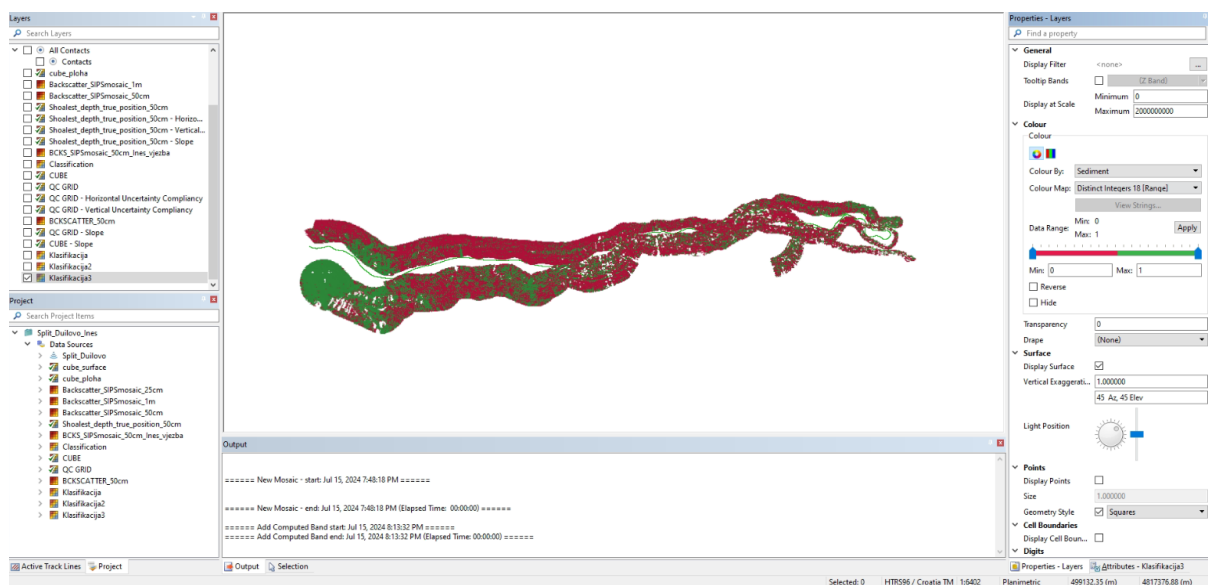 Layers
Search Layers
All Contacts
Contacts
cube_ploha
Backscatter_SIPSmosaic_1m
Backscatter_SIPSmosaic_50cm
Shoalest_depth_true_position_50cm
Shoalest_depth_true_position_50cm - Horizo...
Shoalest_depth_true_position_50cm - Vertical...
Shoalest_depth_true_position_50cm - Slope
BCKS_SIPSmosaic_50cm_Ines_vjezba
Classification
CUBE
QC GRID
QC GRID - Horizontal Uncertainty Compliancy
QC GRID - Vertical Uncertainty Compliancy
BCKSCATTER_50cm
QC GRID - Slope
CUBE - Slope
Klasifikacija
Klasifikacija2
Klasifikacija3
Project
Search Project Items
Split_Duilovo_Ines
Data Sources
Split_Duilovo
cube_surface
cube_ploha
Backscatter_SIPSmosaic_25cm
Backscatter_SIPSmosaic_1m
Backscatter_SIPSmosaic_50cm
Shoalest_depth_true_position_50cm
BCKS_SIPSmosaic_50cm_Ines_vjezba
Classification
CUBE
QC GRID
BCKSCATTER_50cm
Klasifikacija
Klasifikacija2
Klasifikacija3
Active Track Lines Project
Output
====== New Mosaic - start: Jul 15, 2024 7:48:18 PM ======
====== New Mosaic - end: Jul 15, 2024 7:48:18 PM (Elapsed Time: 00:00:00) ======
====== Add Computed Band start: Jul 15, 2024 8:13:32 PM ======
====== Add Computed Band end: Jul 15, 2024 8:13:32 PM (Elapsed Time: 00:00:00) ======
Output Selection
Properties - Layers
Find a property
General
Display Filter <none> ...
Tooltip Bands (Z Band)
Display at Scale
Minimum 0
Maximum 2000000000
Colour
Colour
Colour By: Sediment
Colour Map: Distinct Integers 18 [Range]
View Strings...
Data Range: Min: 0
Max: 1
Apply
Min: 0 Max: 1
Reverse
Hide
Transparency 0
Drape (None)
Surface
Display Surface
Vertical Exaggerati... 1.000000
45 Az, 45 Elev
Light Position
Points
Display Points
Size 1.000000
Geometry Style Squares
Cell Boundaries
Display Cell Boun...
Digits
Properties - Layers Attributes - Klasifikacija3
Selected: 0 HTRS96 / Croatia TM 1:6402 Planimetric 499132.35 (m) 4817376.88 (m)